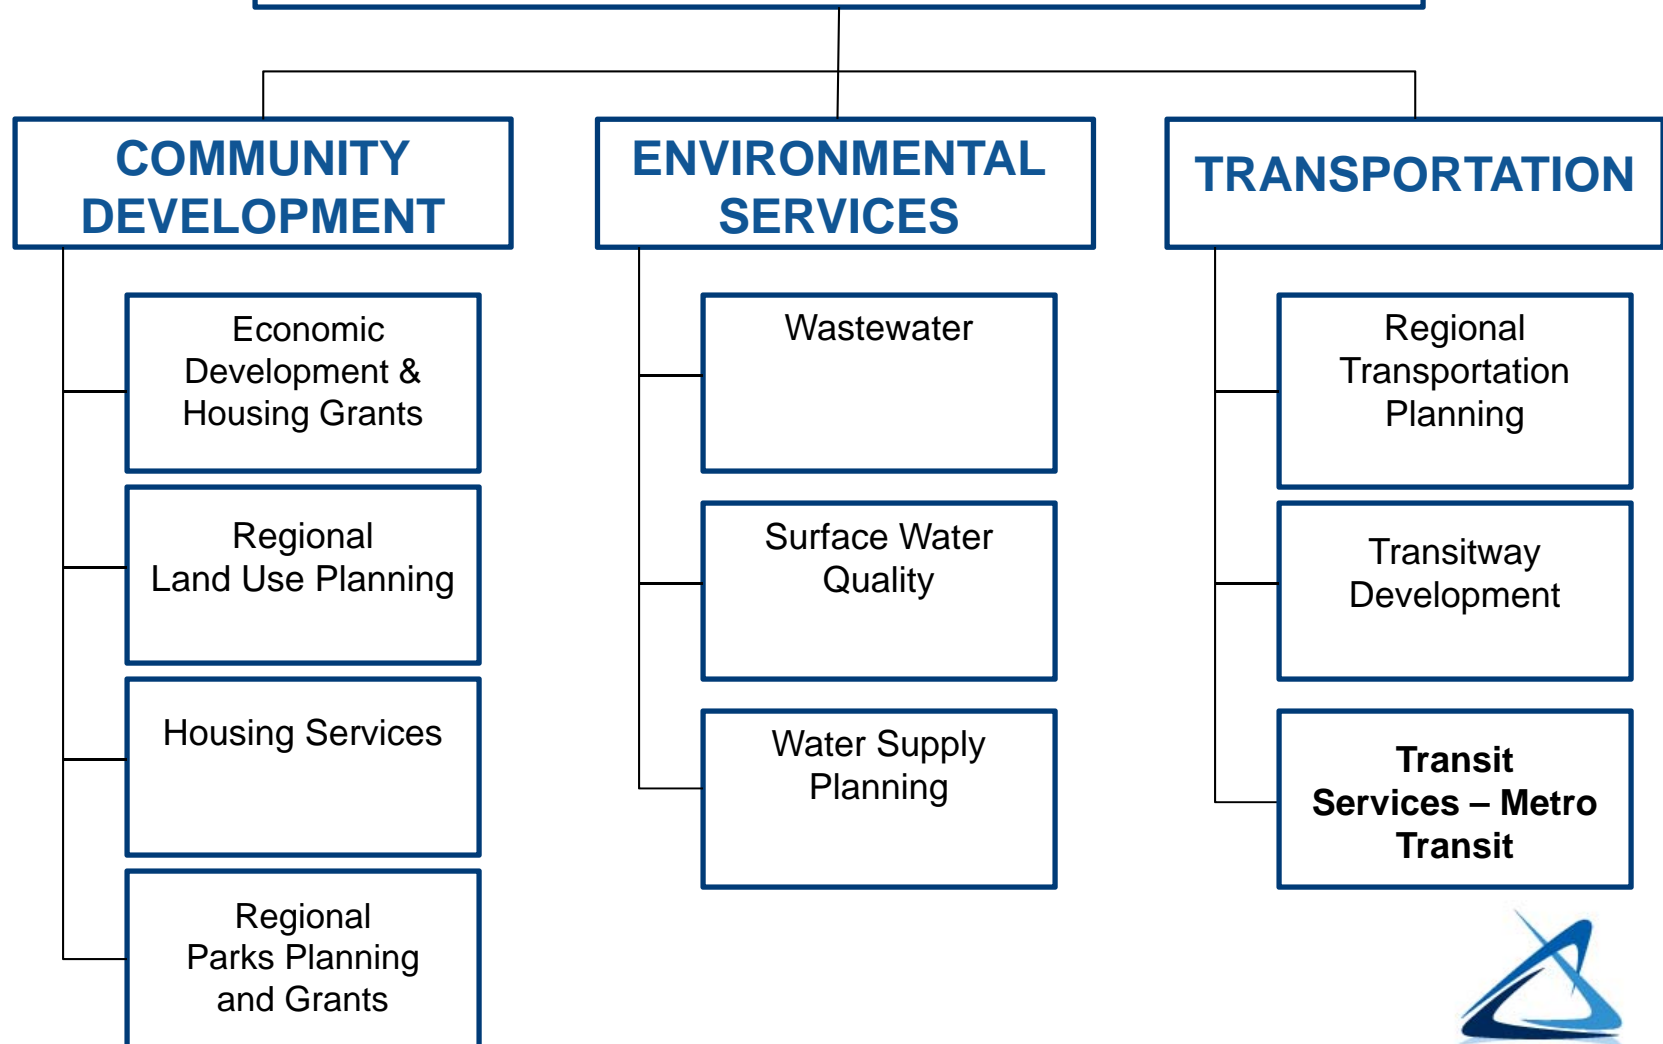 COMMUNITY
DEVELOPMENT
Economic
Development &
Housing Grants
Regional
Land Use Planning
Housing Services
Regional
Parks Planning
and Grants
ENVIRONMENTAL
SERVICES
Wastewater
Surface Water
Quality
Water Supply
Planning
TRANSPORTATION
Regional
Transportation
Planning
Transitway
Development
Transit
Services – Metro
Transit